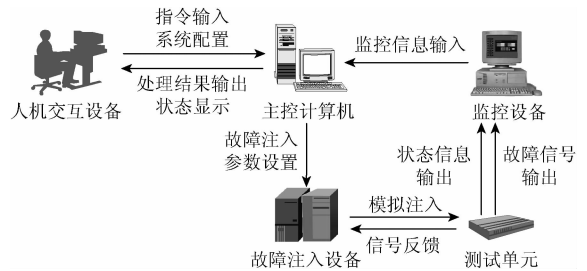 指令输入
系统配置
监控信息输入
处理结果输出
状态显示
人机交互设备
主控计算机
监控设备
故障注入
参数设置
状态信息
输出
故障信号
输出
模拟注入
信号反馈
故障注入设备
测试单元